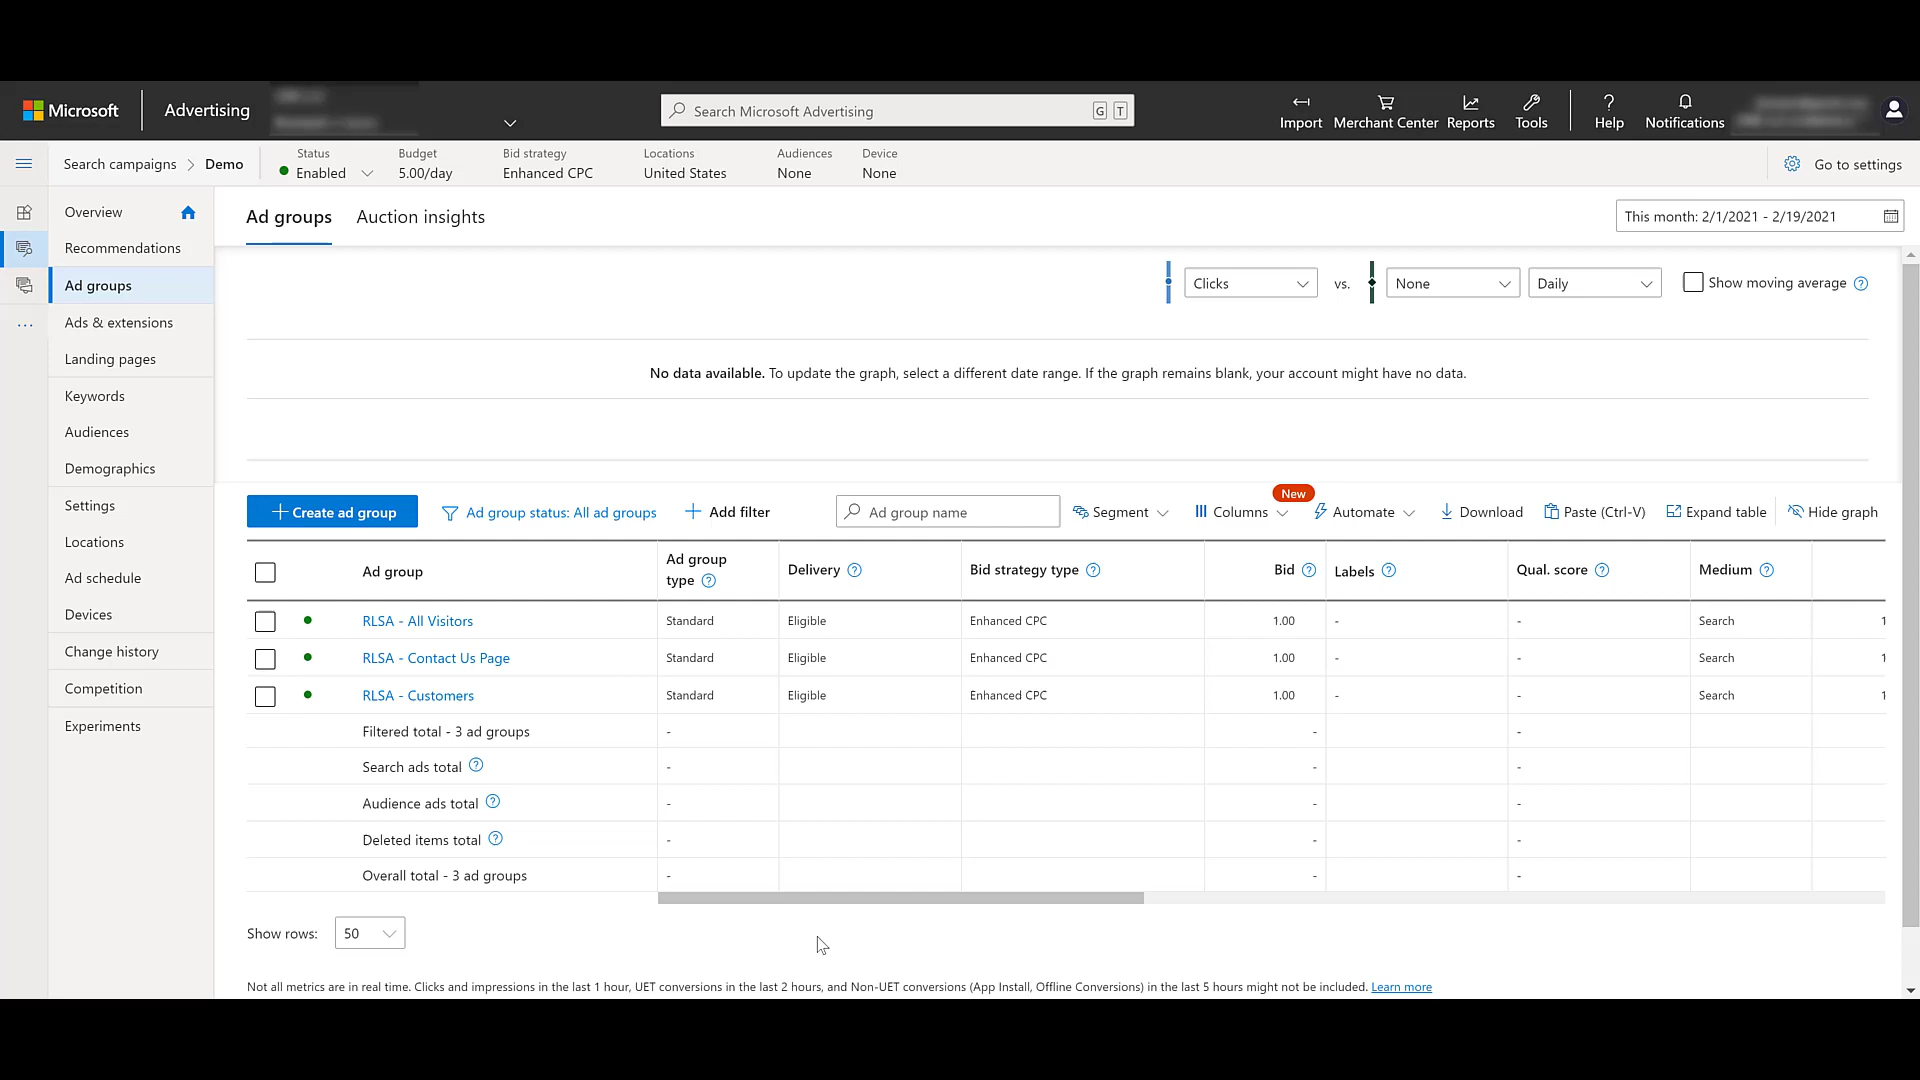 Microsoft Advertising
Search Microsoft Advertising G T
Import Merchant Center Reports Tools Help Notifications
Search campaigns > Demo
Status
Enabled
Budget
5.00/day
Bid strategy
Enhanced CPC
Locations
United States
Audiences
None
Device
None
Go to settings
Overview
Recommendations
Ad groups
Ads & extensions
Landing pages
Keywords
Audiences
Demographics
Settings
Locations
Ad schedule
Devices
Change history
Competition
Experiments
Ad groups Auction insights
This month: 2/1/2021 - 2/19/2021
Clicks vs. None Daily Show moving average
No data available. To update the graph, select a different date range. If the graph remains blank, your account might have no data.
New
Create ad group Ad group status: All ad groups Add filter Ad group name Segment Columns Automate Download Paste (Ctrl-V) Expand table Hide graph
Ad group Ad group type Delivery Bid strategy type Bid Labels Qual. score Medium
RLSA - All Visitors Standard Eligible Enhanced CPC 1.00 - - Search 1
RLSA - Contact Us Page Standard Eligible Enhanced CPC 1.00 - - Search 1
RLSA - Customers Standard Eligible Enhanced CPC 1.00 - - Search 1
Filtered total - 3 ad groups - - -
Search ads total - - -
Audience ads total - - -
Deleted items total - - -
Overall total - 3 ad groups - - -
Show rows: 50
Not all metrics are in real time. Clicks and impressions in the last 1 hour, UET conversions in the last 2 hours, and Non-UET conversions (App Install, Offline Conversions) in the last 5 hours might not be included. Learn more